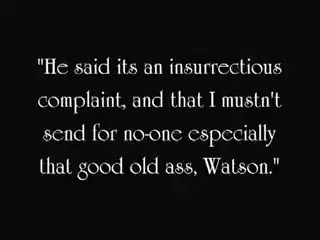 "He said its an insurrectious
complaint, and that I mustn't
send for no-one especially
that good old ass, Watson."